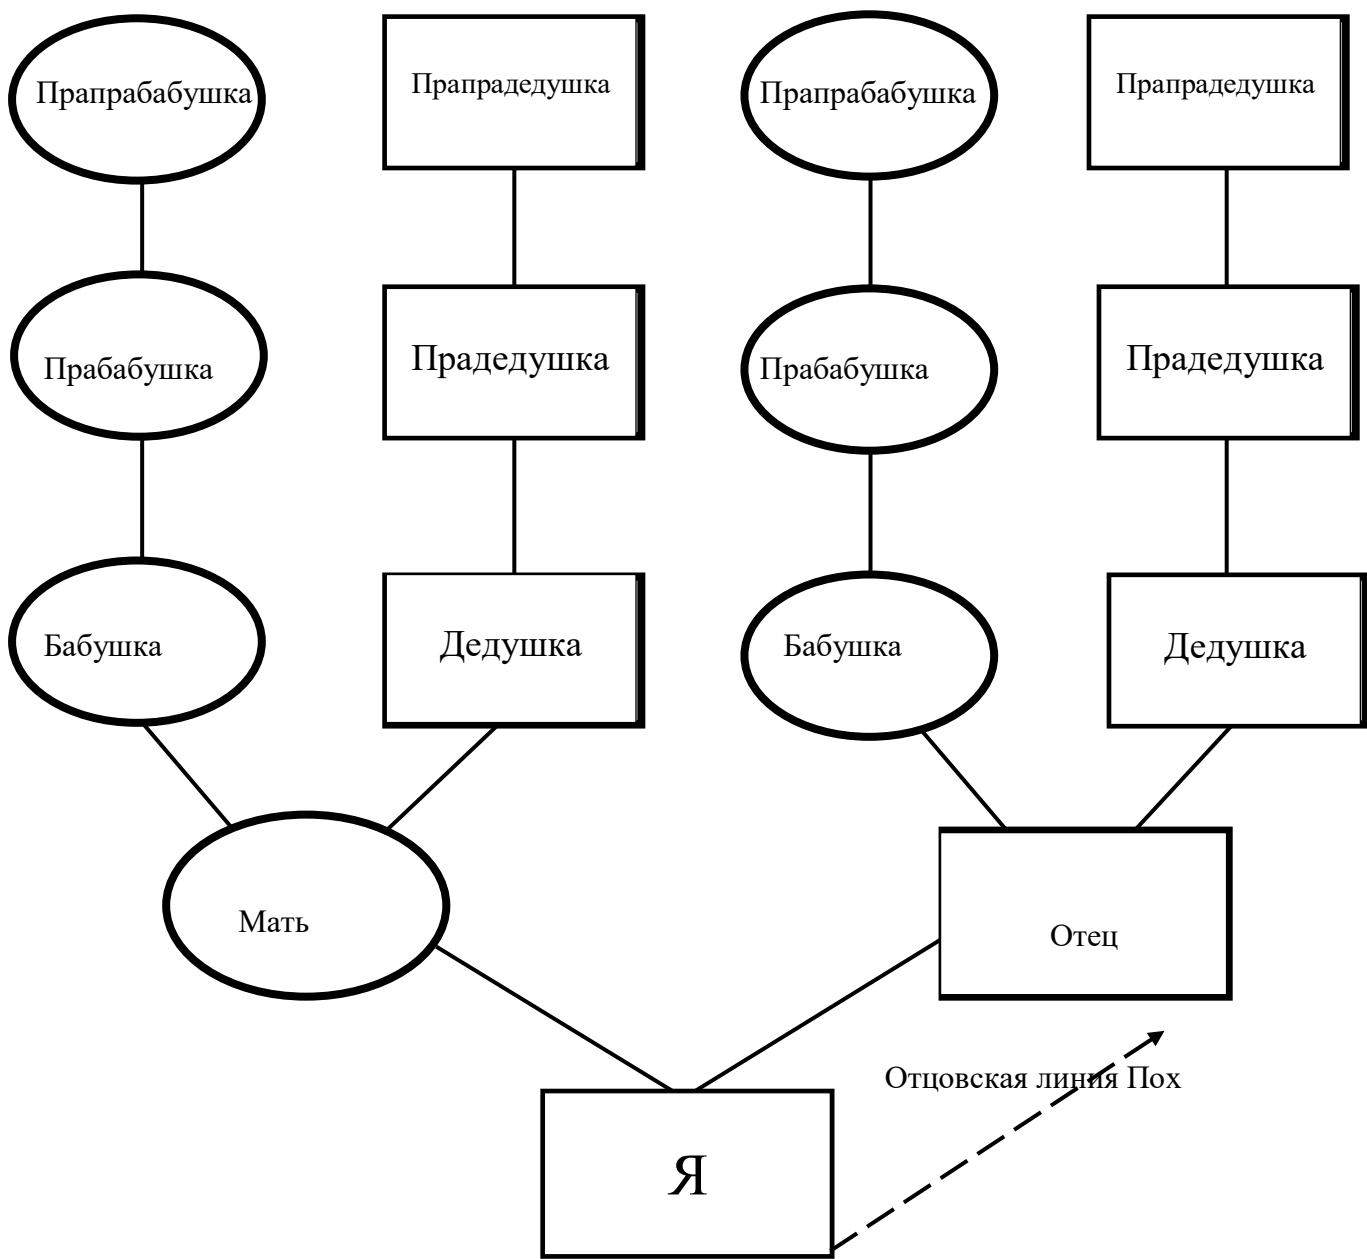 Прапрабабушка
Прапрадедушка
Прапрабабушка
Прапрадедушка
Прабабушка
Прадедушка
Прабабушка
Прадедушка
Бабушка
Дедушка
Бабушка
Дедушка
Мать
Отец
Отцовская линия Пох
Я